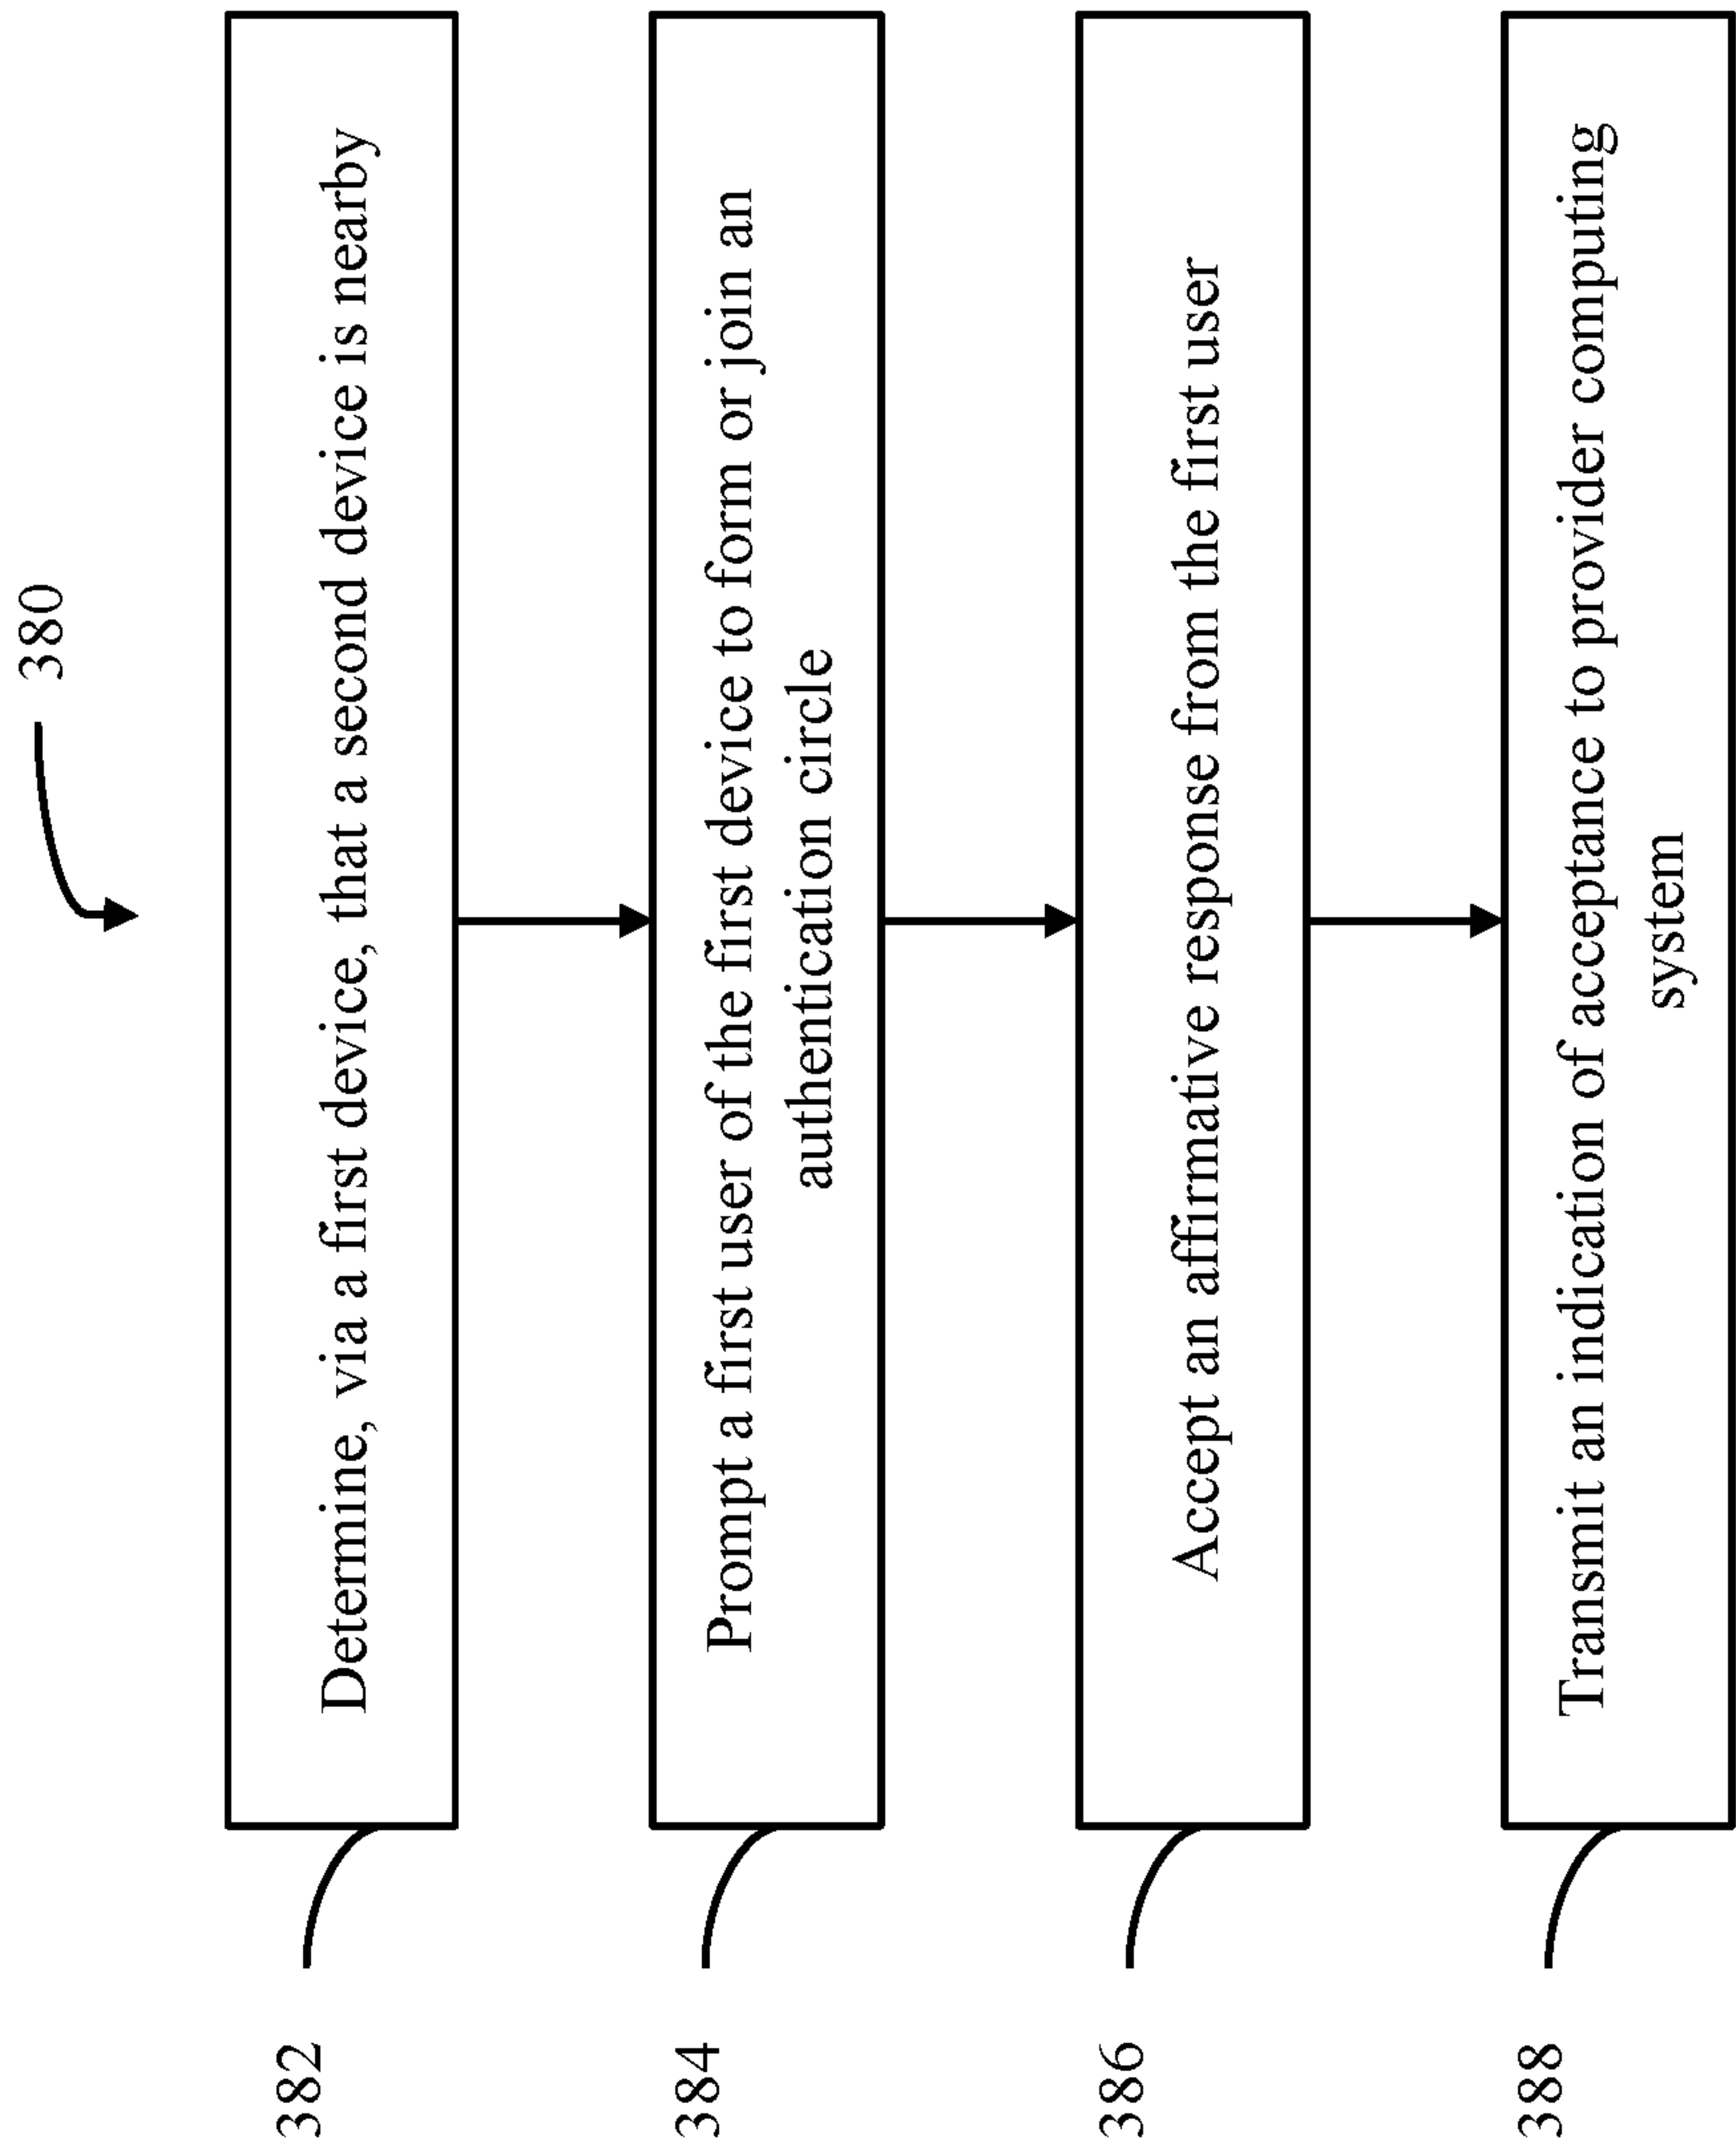 380
382
Determine, via a first device, that a second device is nearby
384
Prompt a first user of the first device to form or join an
authentication circle
386
Accept an affirmative response from the first user
388
Transmit an indication of acceptance to provider computing
system